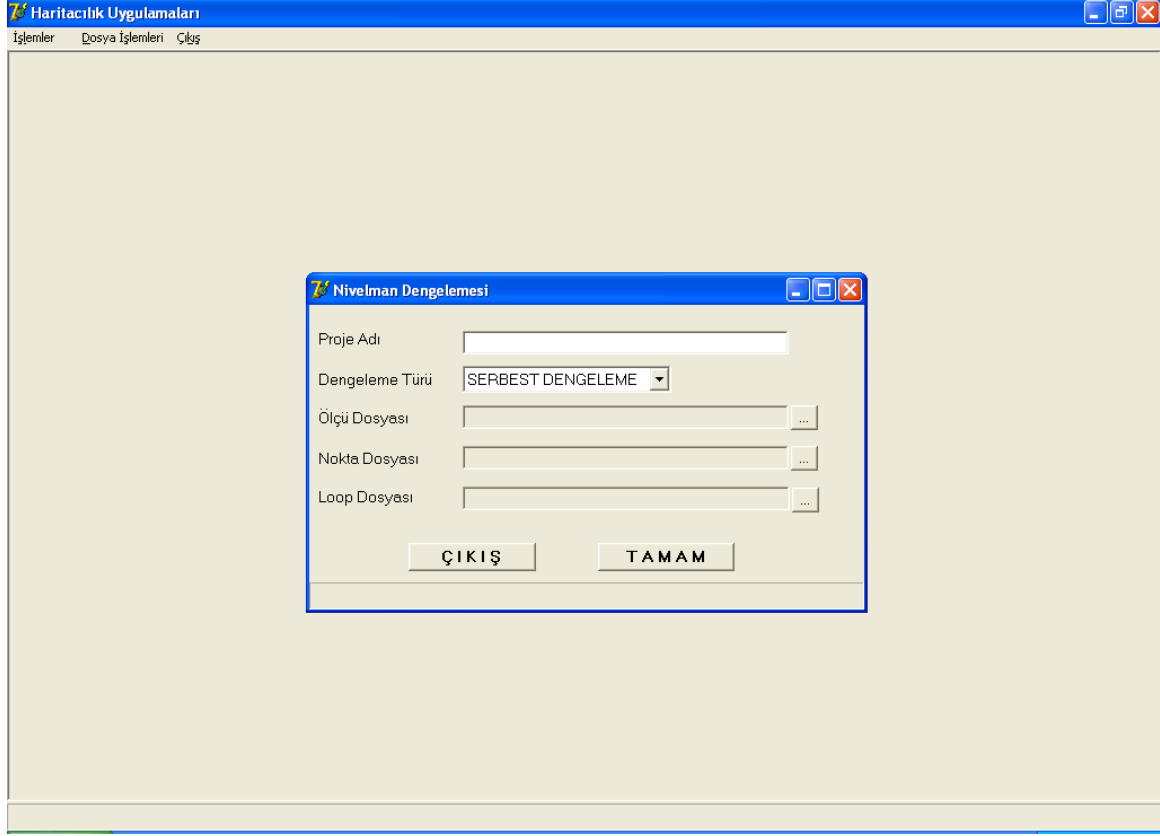 Haritacılık Uygulamaları
İşlemler Dosya İşlemleri Çıkış
Nivelman Dengelemesi
Proje Adı
Dengeleme Türü SERBEST DENGELEME
Ölçü Dosyası ...
Nokta Dosyası ...
Loop Dosyası ...
ÇIKIŞ TAMAM